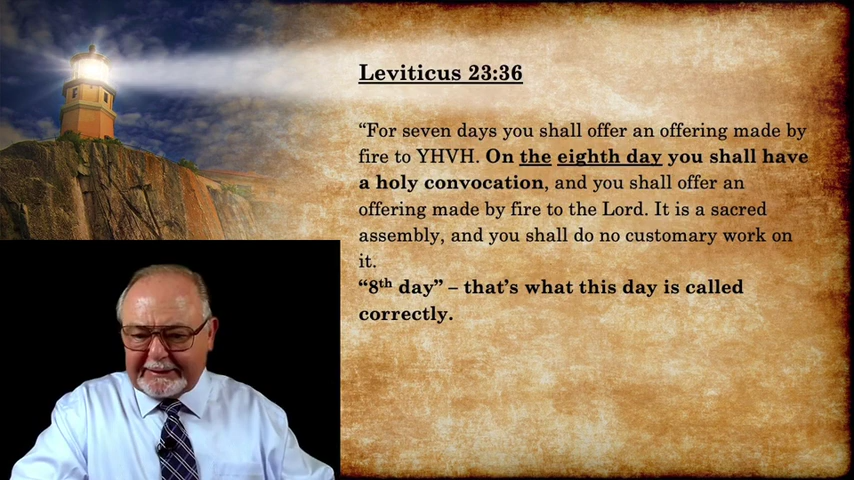 Leviticus 23:36
“For seven days you shall offer an offering made by
fire to YHVH. On the eighth day you shall have
a holy convocation, and you shall offer an
offering made by fire to the Lord. It is a sacred
assembly, and you shall do no customary work on
it.
“8th day” – that’s what this day is called
correctly.